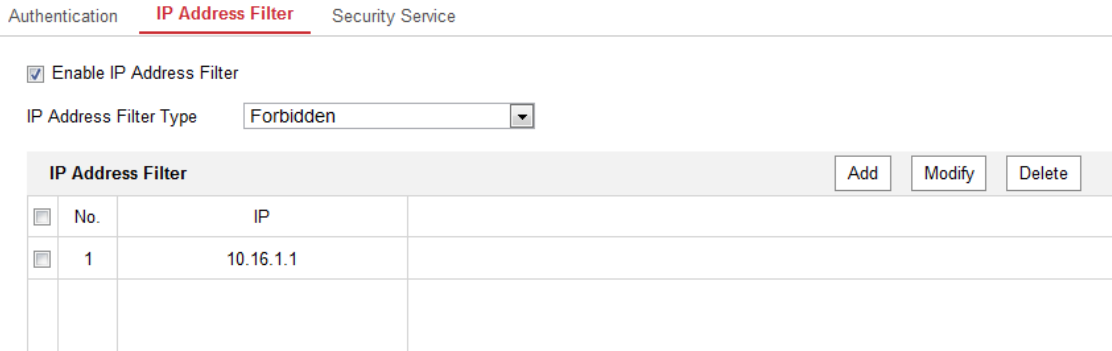 Authentication IP Address Filter Security Service
Enable IP Address Filter
IP Address Filter Type Forbidden
IP Address Filter Add Modify Delete
No. IP
1 10.16.1.1